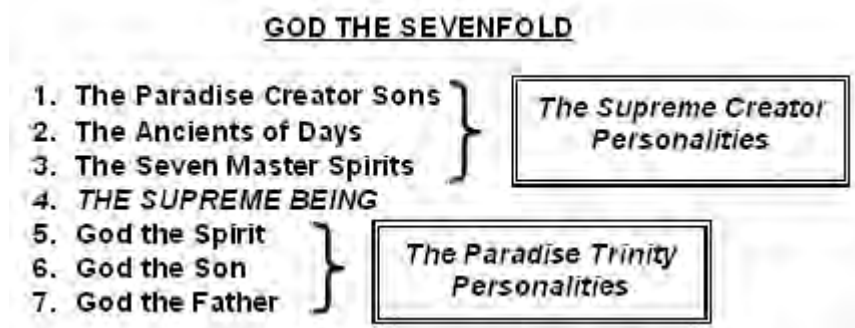 GOD THE SEVENFOLD
1. The Paradise Creator Sons
2. The Ancients of Days
3. The Seven Master Spirits
The Supreme Creator
Personalities
4. THE SUPREME BEING
5. God the Spirit
6. God the Son
7. God the Father
The Paradise Trinity
Personalities